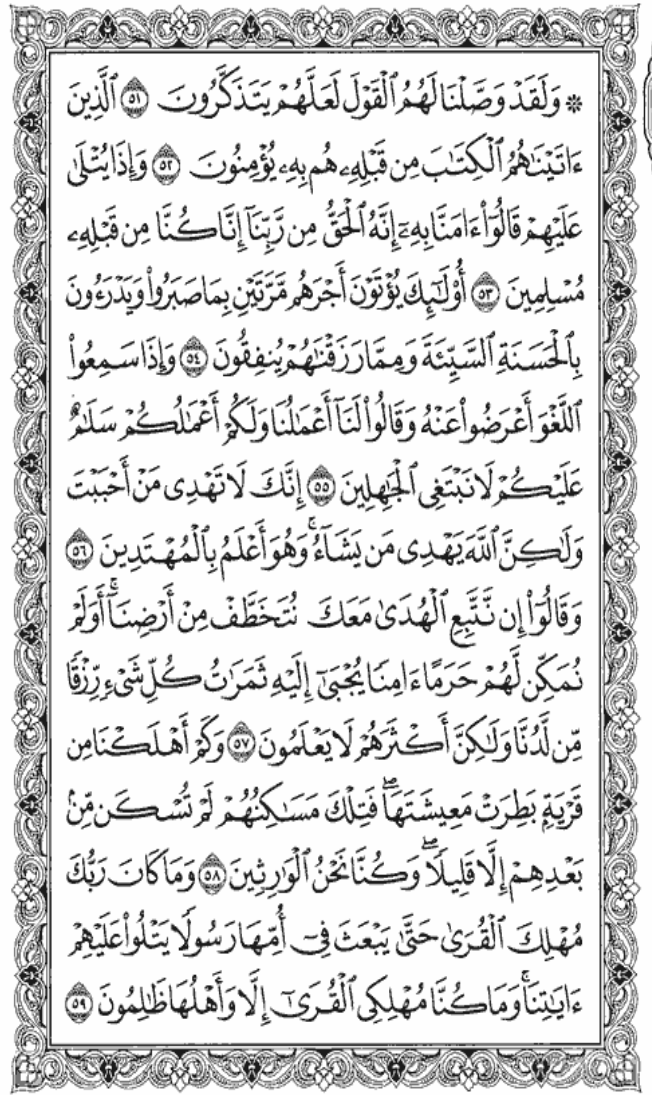 ۞ وَلَقَدْ وَصَّلْنَا لَهُمُ ٱلْقَوْلَ لَعَلَّهُمْ يَتَذَكَّرُونَ ٥١ ٱلَّذِينَ
ءَاتَيْنَٰهُمُ ٱلْكِتَٰبَ مِن قَبْلِهِۦ هُم بِهِۦ يُؤْمِنُونَ ٥٢ وَإِذَا يُتْلَىٰ
عَلَيْهِمْ قَالُوٓا۟ ءَامَنَّا بِهِۦٓ إِنَّهُ ٱلْحَقُّ مِن رَّبِّنَآ إِنَّا كُنَّا مِن قَبْلِهِۦ
مُسْلِمِينَ ٥٣ أُو۟لَٰٓئِكَ يُؤْتَوْنَ أَجْرَهُم مَّرَّتَيْنِ بِمَا صَبَرُوا۟ وَيَدْرَءُونَ
بِٱلْحَسَنَةِ ٱلسَّيِّئَةَ وَمِمَّا رَزَقْنَٰهُمْ يُنفِقُونَ ٥٤ وَإِذَا سَمِعُوا۟
ٱللَّغْوَ أَعْرَضُوا۟ عَنْهُ وَقَالُوا۟ لَنَآ أَعْمَٰلُنَا وَلَكُمْ أَعْمَٰلُكُمْ سَلَٰمٌ
عَلَيْكُمْ لَا نَبْتَغِى ٱلْجَٰهِلِينَ ٥٥ إِنَّكَ لَا تَهْدِى مَنْ أَحْبَبْتَ
وَلَٰكِنَّ ٱللَّهَ يَهْدِى مَن يَشَآءُ ۚ وَهُوَ أَعْلَمُ بِٱلْمُهْتَدِينَ ٥٦
وَقَالُوٓا۟ إِن نَّتَّبِعِ ٱلْهُدَىٰ مَعَكَ نُتَخَطَّفْ مِنْ أَرْضِنَآ ۚ أَوَلَمْ
نُمَكِّن لَّهُمْ حَرَمًا ءَامِنًا يُجْبَىٰٓ إِلَيْهِ ثَمَرَٰتُ كُلِّ شَىْءٍ رِّزْقًا
مِّن لَّدُنَّا وَلَٰكِنَّ أَكْثَرَهُمْ لَا يَعْلَمُونَ ٥٧ وَكَمْ أَهْلَكْنَا مِن
قَرْيَةٍۭ بَطِرَتْ مَعِيشَتَهَا ۖ فَتِلْكَ مَسَٰكِنُهُمْ لَمْ تُسْكَن مِّنۢ
بَعْدِهِمْ إِلَّا قَلِيلًا ۖ وَكُنَّا نَحْنُ ٱلْوَٰرِثِينَ ٥٨ وَمَا كَانَ رَبُّكَ
مُهْلِكَ ٱلْقُرَىٰ حَتَّىٰ يَبْعَثَ فِىٓ أُمِّهَا رَسُولًا يَتْلُوا۟ عَلَيْهِمْ
ءَايَٰتِنَا ۚ وَمَا كُنَّا مُهْلِكِى ٱلْقُرَىٰٓ إِلَّا وَأَهْلُهَا ظَٰلِمُونَ ٥٩